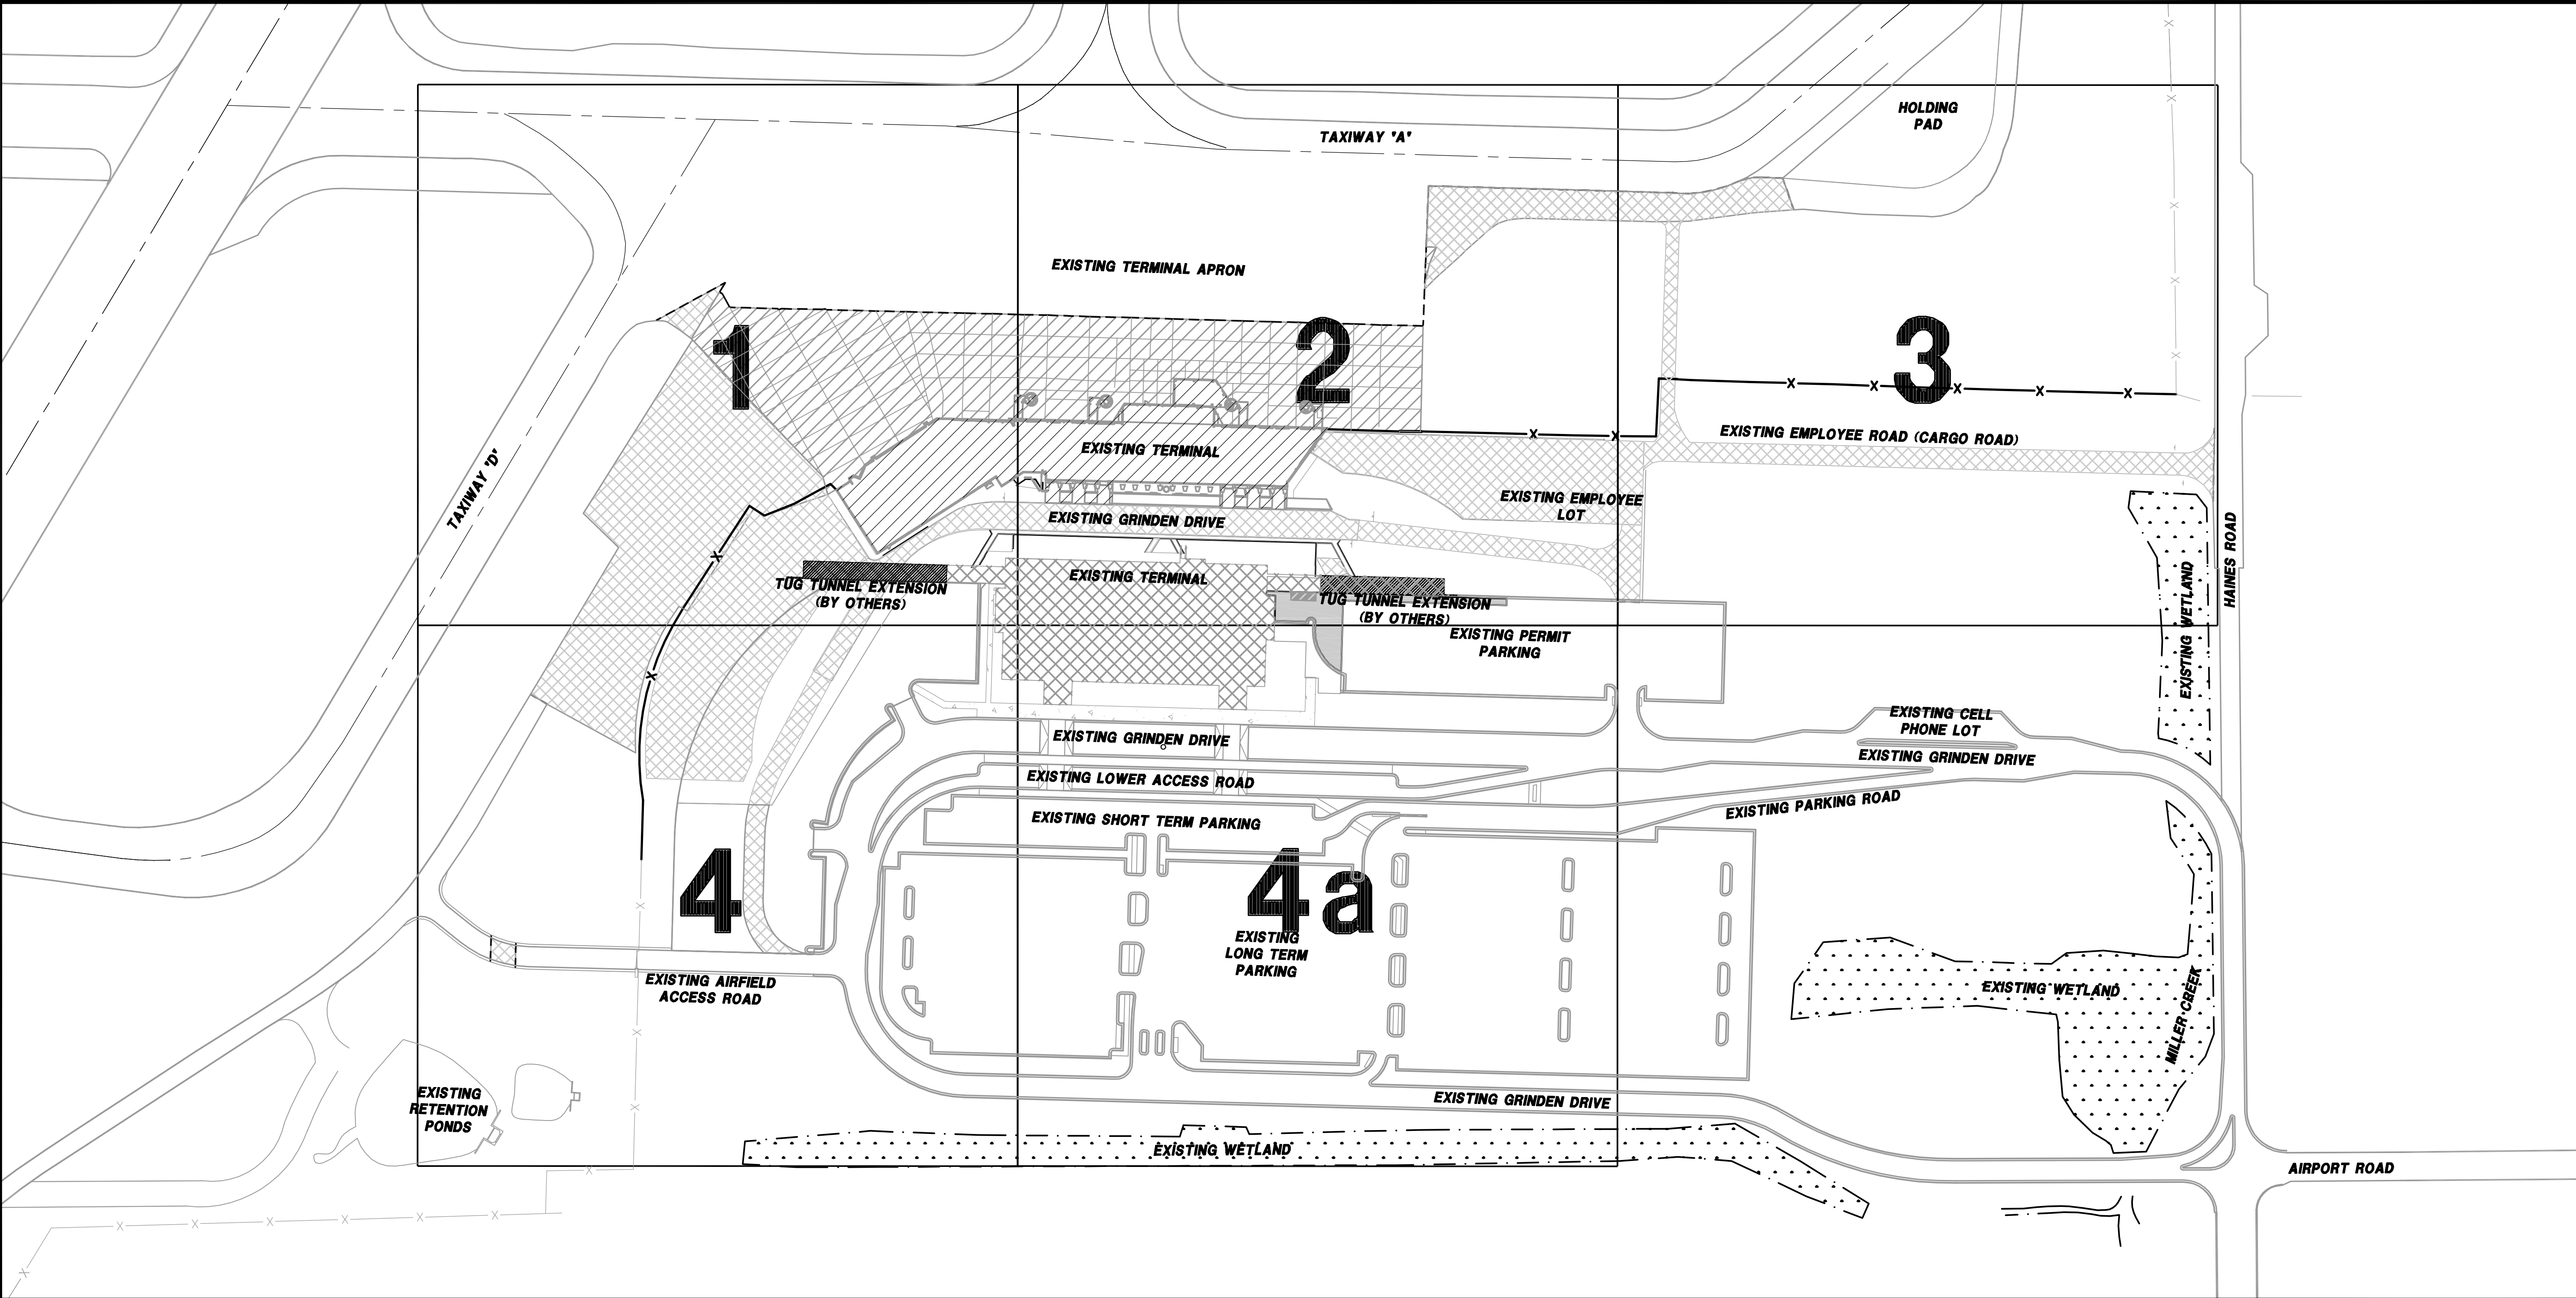 HOLDING
PAD
TAXIWAY "A"
EXISTING TERMINAL APRON
1
2
3
EXISTING EMPLOYEE ROAD (CARGO ROAD)
EXISTING TERMINAL
TAXIWAY "D"
EXISTING EMPLOYEE
LOT
EXISTING GRINDEN DRIVE
HAINES ROAD
EXISTING TERMINAL
TUG TUNNEL EXTENSION
(BY OTHERS)
TUG TUNNEL EXTENSION
(BY OTHERS)
EXISTING WETLAND
EXISTING PERMIT
PARKING
EXISTING CELL
PHONE LOT
EXISTING GRINDEN DRIVE
EXISTING GRINDEN DRIVE
EXISTING LOWER ACCESS ROAD
EXISTING PARKING ROAD
EXISTING SHORT TERM PARKING
4
4a
EXISTING
LONG TERM
PARKING
EXISTING AIRFIELD
ACCESS ROAD
EXISTING WETLAND
MILLER CREEK
EXISTING
RETENTION
PONDS
EXISTING GRINDEN DRIVE
EXISTING WETLAND
AIRPORT ROAD